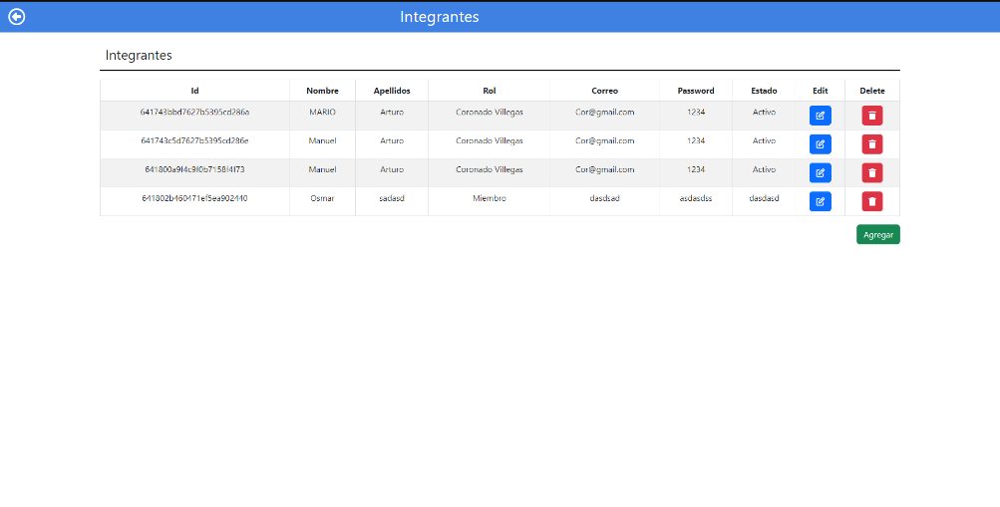 Integrantes
Integrantes
Id Nombre Apellidos Rol Correo Password Estado Edit Delete
641743bbd7627b5395cd286a MARIO Arturo Coronado Villegas Cor@gmail.com 1234 Activo
641743c5d7627b5395cd286e Manuel Arturo Coronado Villegas Cor@gmail.com 1234 Activo
641800a9f4c9f0b7158f4f73 Manuel Arturo Coronado Villegas Cor@gmail.com 1234 Activo
641802b460471ef5ea902440 Osmar sadasd Miembro dasdsad asdasdss dasdasd
Agregar